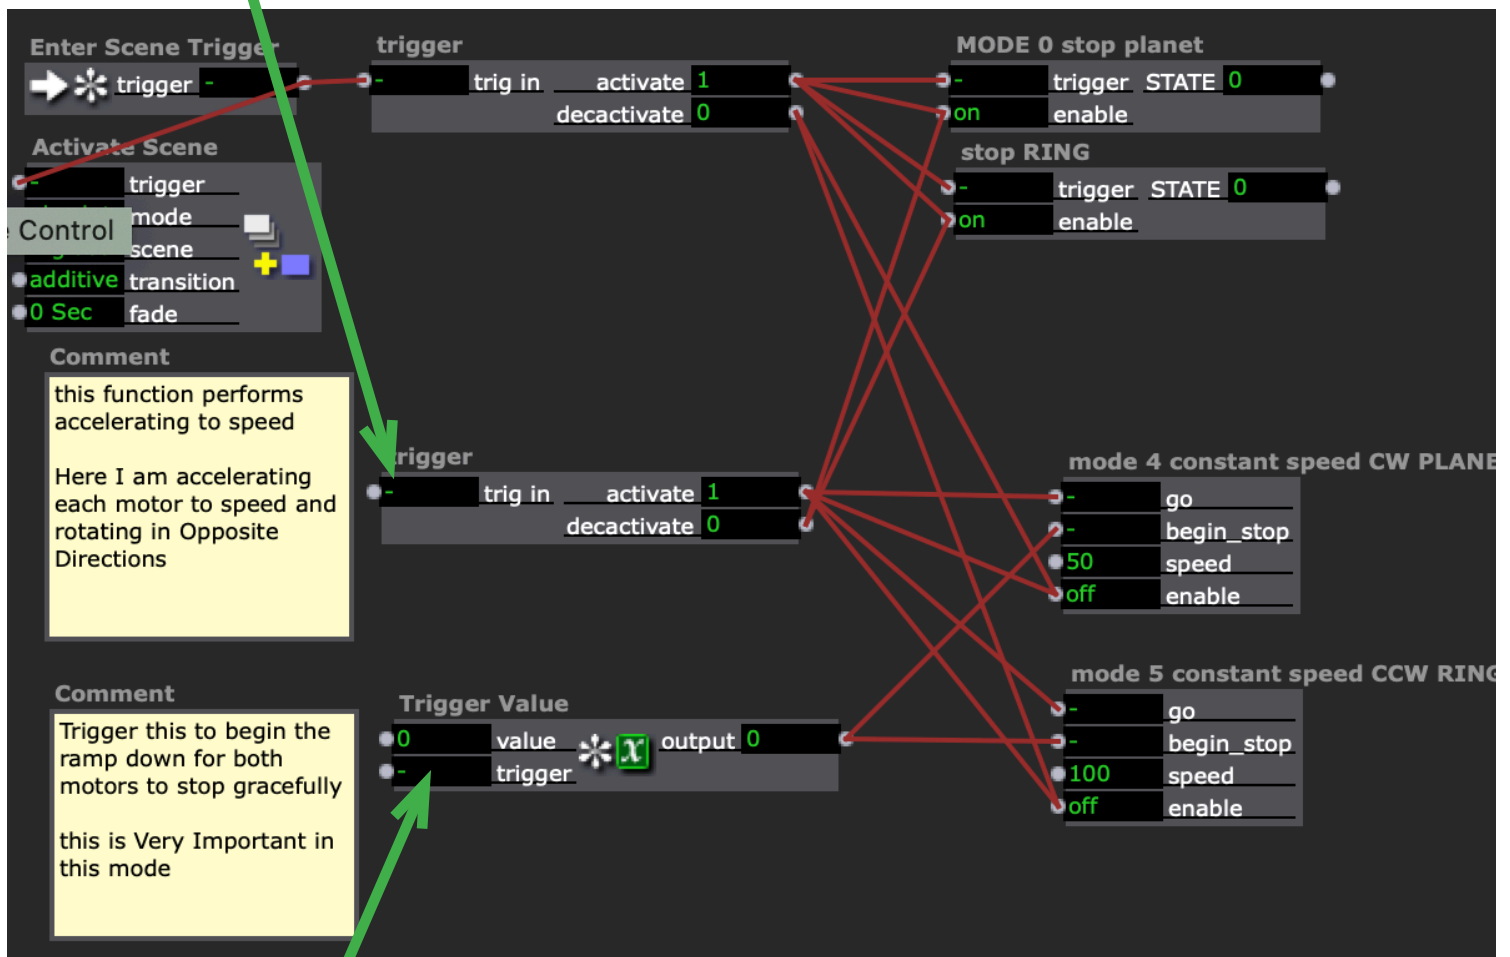 Enter Scene Trigger
trigger -
trigger
- trig in activate 1
decactivate 0
MODE 0 stop planet
- trigger STATE 0
on enable
stop RING
- trigger STATE 0
on enable
Activate Scene
- trigger
mode
Control
scene
additive transition
0 Sec fade
Comment
this function performs
accelerating to speed
Here I am accelerating
each motor to speed and
rotating in Opposite
Directions
trigger
- trig in activate 1
decactivate 0
mode 4 constant speed CW PLANE
- go
- begin_stop
50 speed
off enable
Comment
Trigger this to begin the
ramp down for both
motors to stop gracefully
this is Very Important in
this mode
Trigger Value
0 value output 0
- trigger
mode 5 constant speed CCW RING
- go
- begin_stop
100 speed
off enable